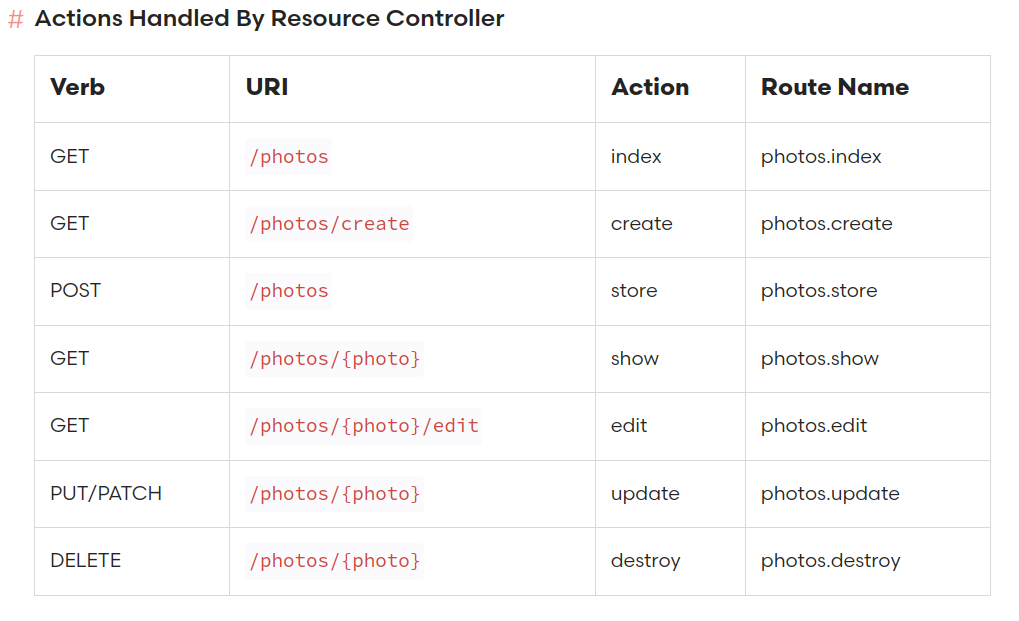 # Actions Handled By Resource Controller
Verb URI Action Route Name
GET /photos index photos.index
GET /photos/create create photos.create
POST /photos store photos.store
GET /photos/{photo} show photos.show
GET /photos/{photo}/edit edit photos.edit
PUT/PATCH /photos/{photo} update photos.update
DELETE /photos/{photo} destroy photos.destroy